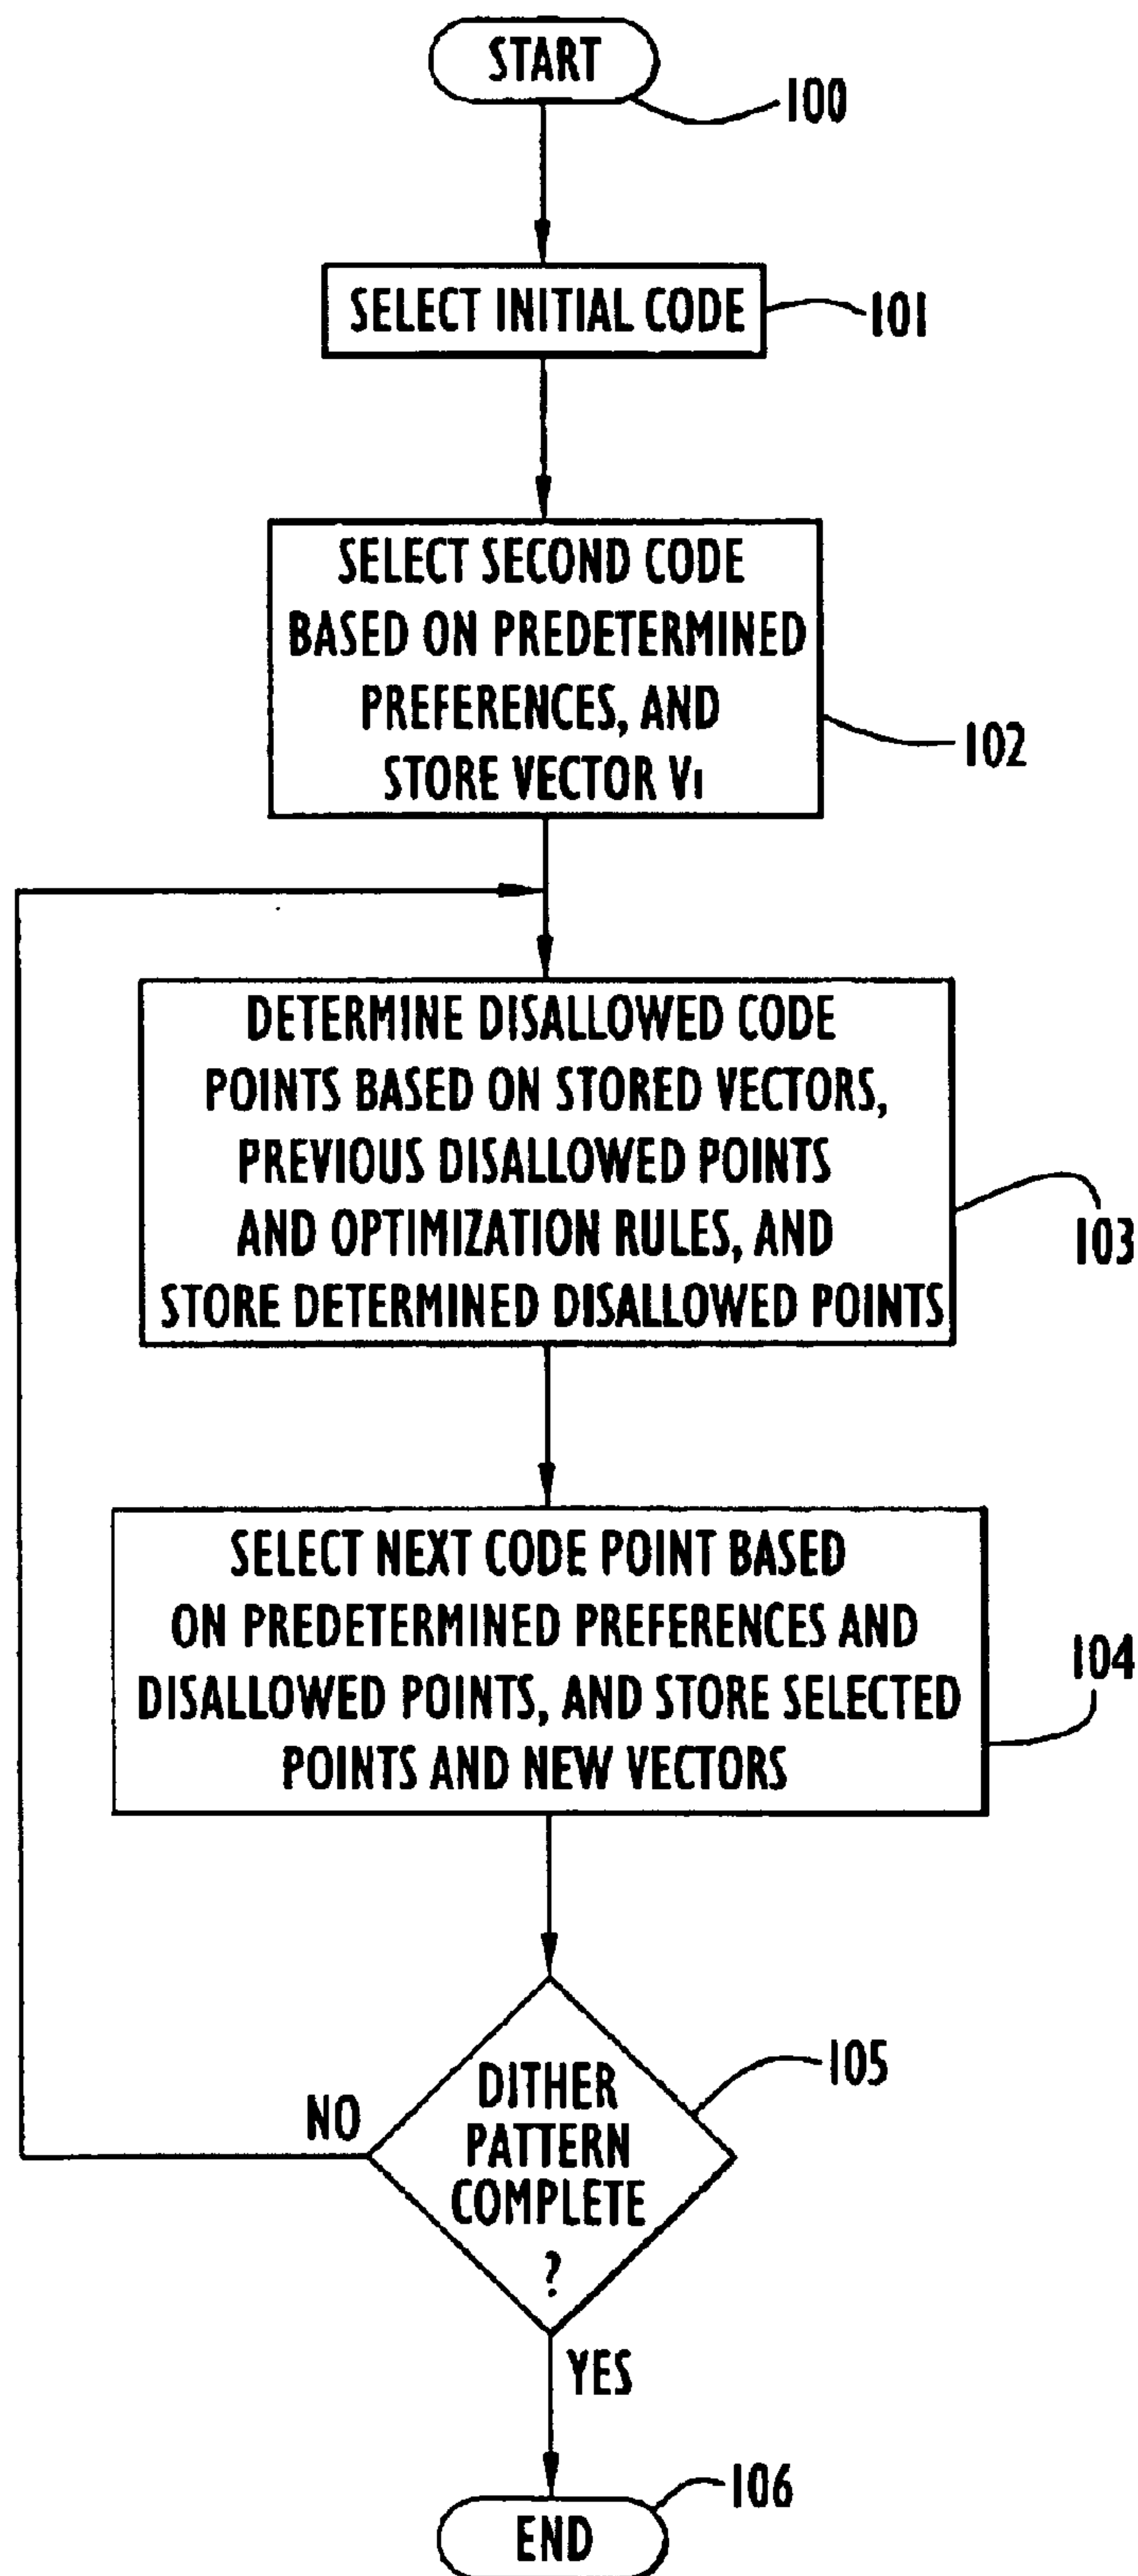 START
100
SELECT INITIAL CODE
101
SELECT SECOND CODE
BASED ON PREDETERMINED
PREFERENCES, AND
STORE VECTOR V1
102
DETERMINE DISALLOWED CODE
POINTS BASED ON STORED VECTORS,
PREVIOUS DISALLOWED POINTS
AND OPTIMIZATION RULES, AND
STORE DETERMINED DISALLOWED POINTS
103
SELECT NEXT CODE POINT BASED
ON PREDETERMINED PREFERENCES AND
DISALLOWED POINTS, AND STORE SELECTED
POINTS AND NEW VECTORS
104
DITHER
PATTERN
COMPLETE
?
105
NO
YES
END
106